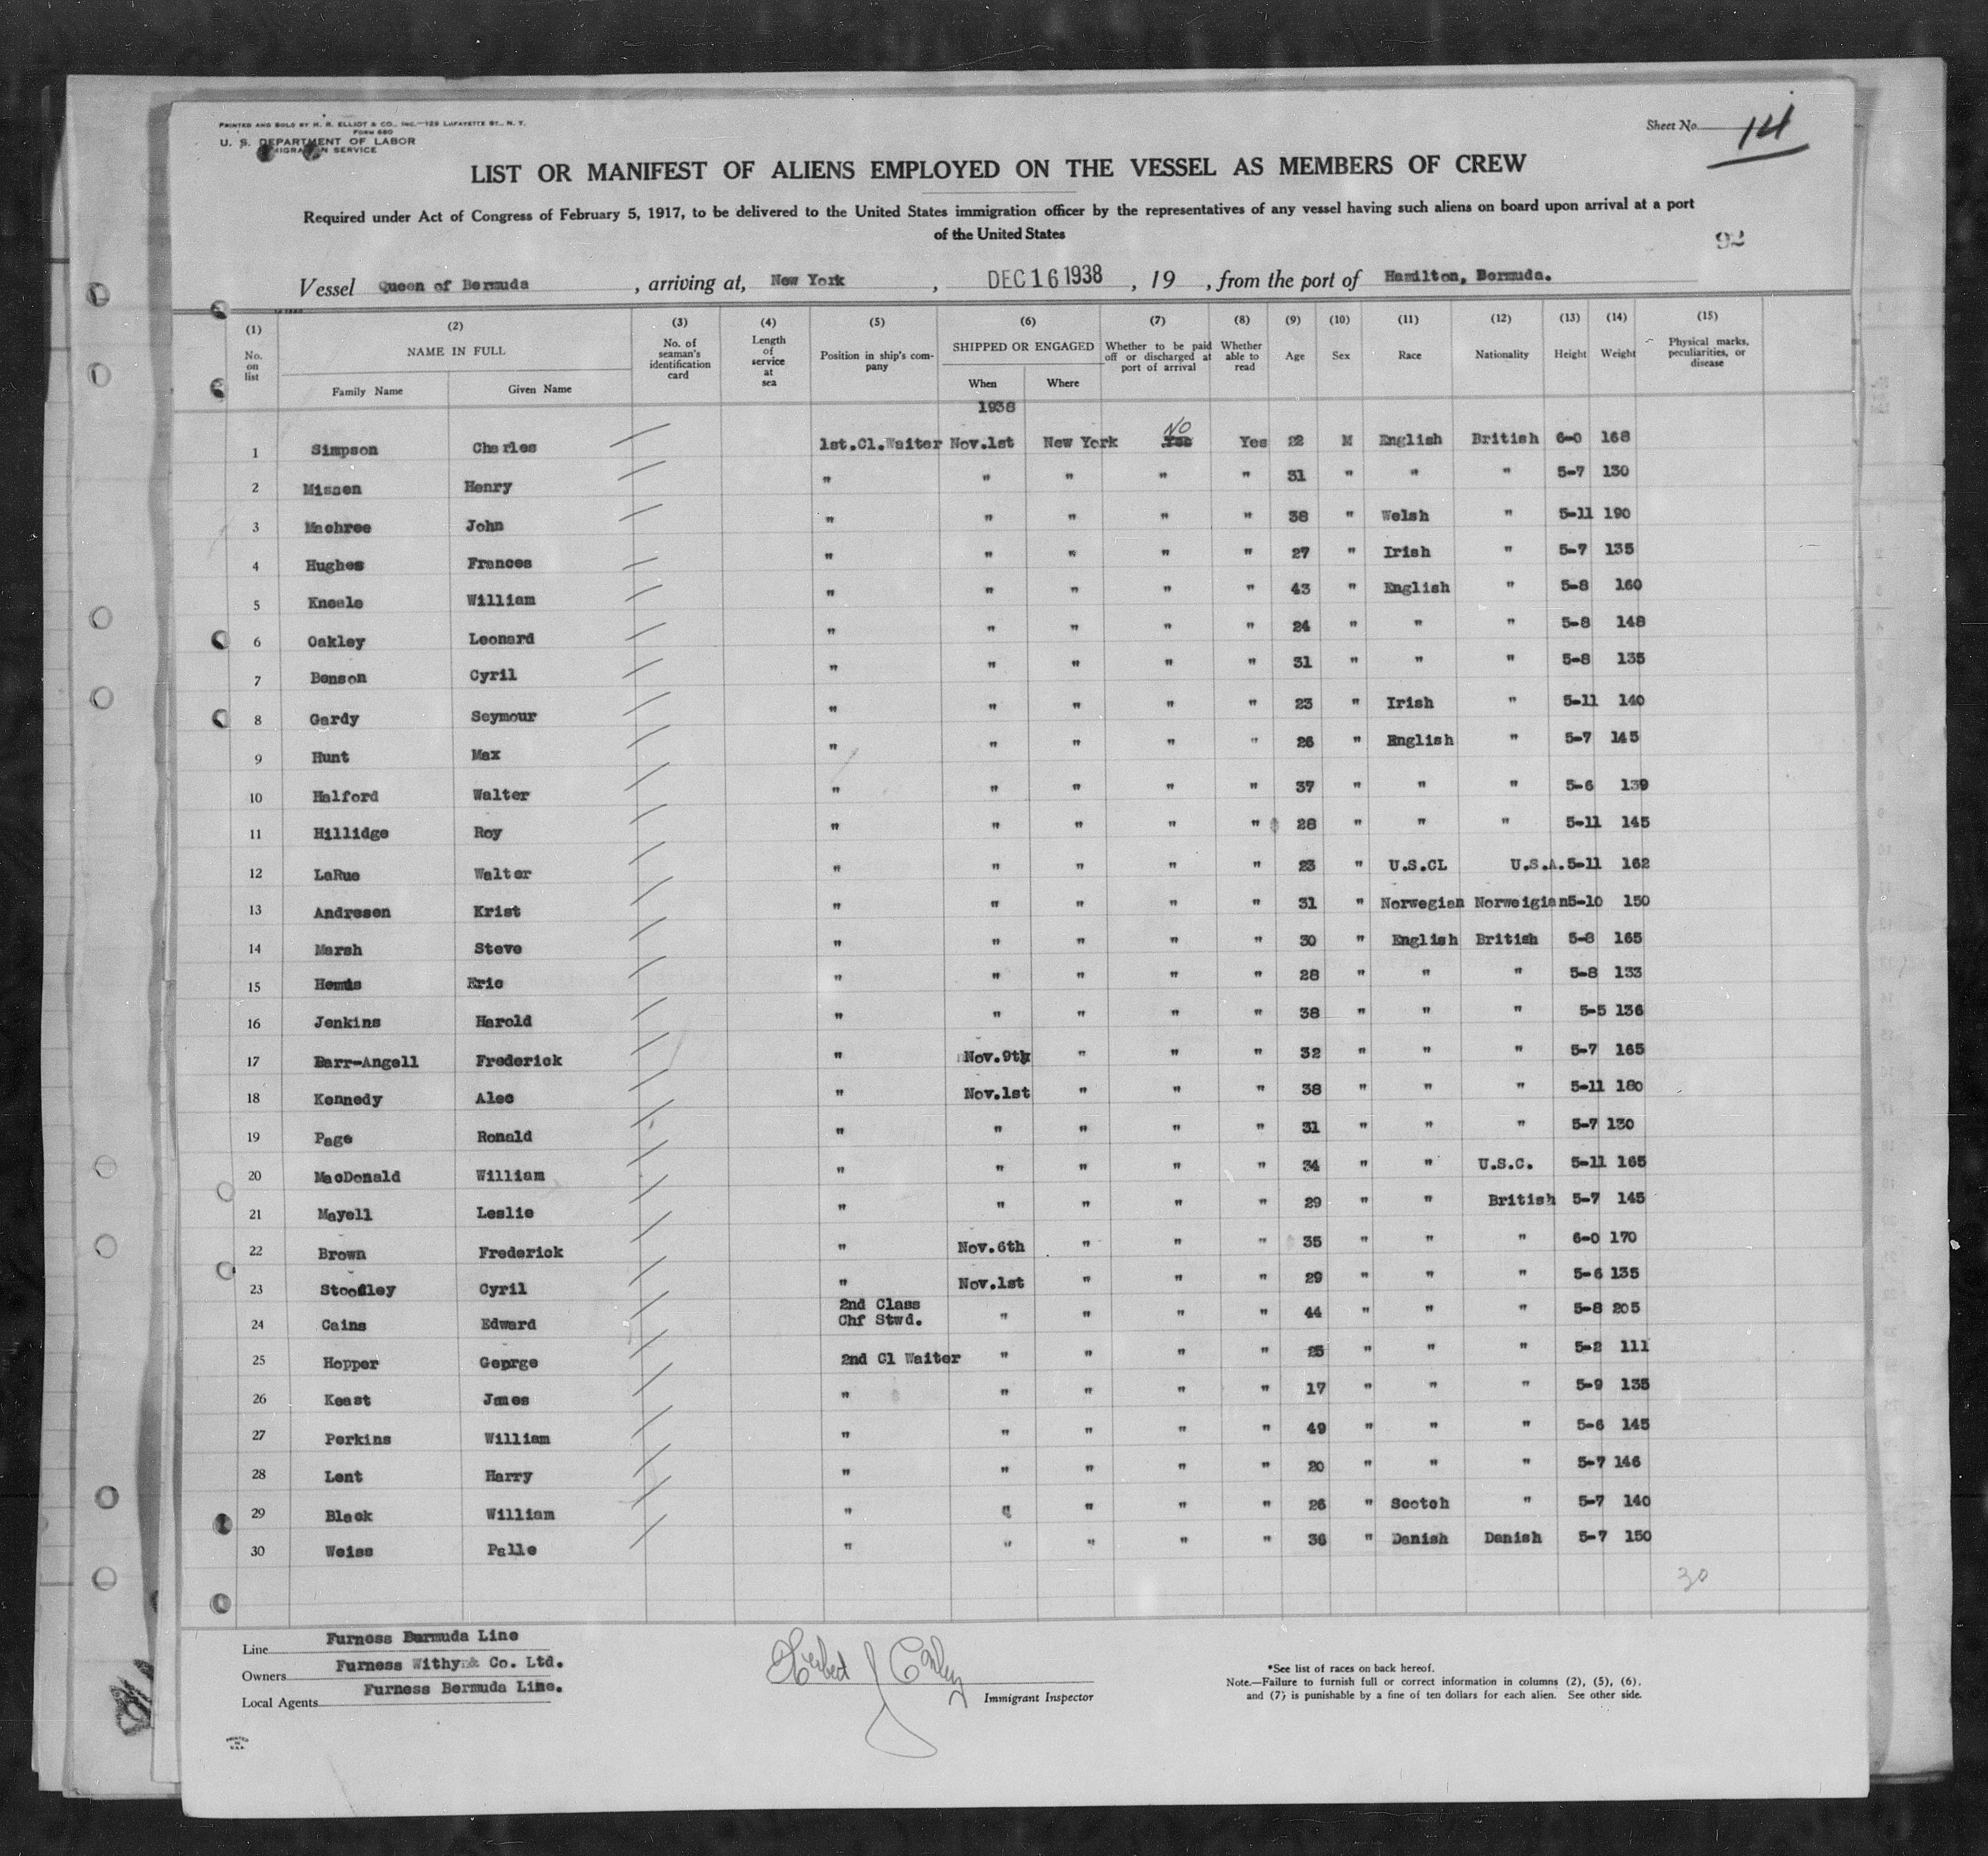 PRINTED AND SOLD BY H. R. ELLIOT & CO., INC.—129 LAFAYETTE ST., N. Y.
FORM 680
U. S. DEPARTMENT OF LABOR
IMMIGRATION SERVICE
Sheet No. 14
LIST OR MANIFEST OF ALIENS EMPLOYED ON THE VESSEL AS MEMBERS OF CREW
Required under Act of Congress of February 5, 1917, to be delivered to the United States immigration officer by the representatives of any vessel having such aliens on board upon arrival at a port
of the United States
92
Vessel Queen of Bermuda , arriving at, New York , DEC 16 1938 , 19 , from the port of Hamilton, Bermuda.
(1) (2) (3) (4) (5) (6) (7) (8) (9) (10) (11) (12) (13) (14) (15)
No. on list NAME IN FULL Family Name Given Name No. of seaman's identification card Length of service at sea Position in ship's company SHIPPED OR ENGAGED When Where Whether to be paid off or discharged at port of arrival Whether able to read Age Sex Race Nationality Height Weight Physical marks, peculiarities, or disease
1938
1 Simpson Charles 1st.Cl.Waiter Nov.1st New York Yes NO Yes 22 M English British 6-0 168
2 Missen Henry " " " " " 31 " " " 5-7 130
3 Machree John " " " " " 38 " Welsh " 5-11 190
4 Hughes Frances " " " " " 27 " Irish " 5-7 135
5 Kneale William " " " " " 43 " English " 5-8 160
6 Oakley Leonard " " " " " 24 " " " 5-8 148
7 Benson Cyril " " " " " 31 " " " 5-8 135
8 Gardy Seymour " " " " " 23 " Irish " 5-11 140
9 Hunt Max " " " " " 26 " English " 5-7 145
10 Halford Walter " " " " " 37 " " " 5-6 139
11 Hillidge Roy " " " " " 28 " " " 5-11 145
12 LaRue Walter " " " " " 23 " U.S.CL U.S.A. 5-11 162
13 Andresen Krist " " " " " 31 " Norwegian Norweigian 5-10 150
14 Marsh Steve " " " " " 30 " English British 5-8 165
15 Eric " " " " " 28 " " " 5-8 133
16 Jenkins Harold " " " " " 38 " " " 5-5 136
17 Barr-Angell Frederick " Nov.9th " " " 32 " " " 5-7 165
18 Kennedy Alec " Nov.1st " " " 38 " " " 5-11 180
19 Page Ronald " " " " " 31 " " " 5-7 130
20 MacDonald William " " " " " 34 " " U.S.C. 5-11 165
21 Mayell Leslie " " " " " 29 " " British 5-7 145
22 Brown Frederick " Nov.6th " " " 35 " " " 6-0 170
23 Cyril " Nov.1st " " " 29 " " " 5-6 135
24 Cains Edward 2nd Class Chf Stwd. " " " " 44 " " " 5-8 205
25 Hopper Geprge 2nd Cl Waiter " " " " 25 " " " 5-2 111
26 Keast Jmes " " " " " 17 " " " 5-9 135
27 Perkins William " " " " " 49 " " " 5-6 145
28 Lent Harry " " " " " 20 " " " 5-7 146
29 Black William " " " " " 26 " Scotch " 5-7 140
30 Weiss Palle " " " " " 36 " Danish Danish 5-7 150
30
Line Furness Bermuda Line
Owners Furness Withy & Co. Ltd.
Local Agents Furness Bermuda Line.
Herbert J Conley
Immigrant Inspector
*See list of races on back hereof.
Note.—Failure to furnish full or correct information in columns (2), (5), (6),
and (7) is punishable by a fine of ten dollars for each alien. See other side.
PRINTED
IN
U.S.A.